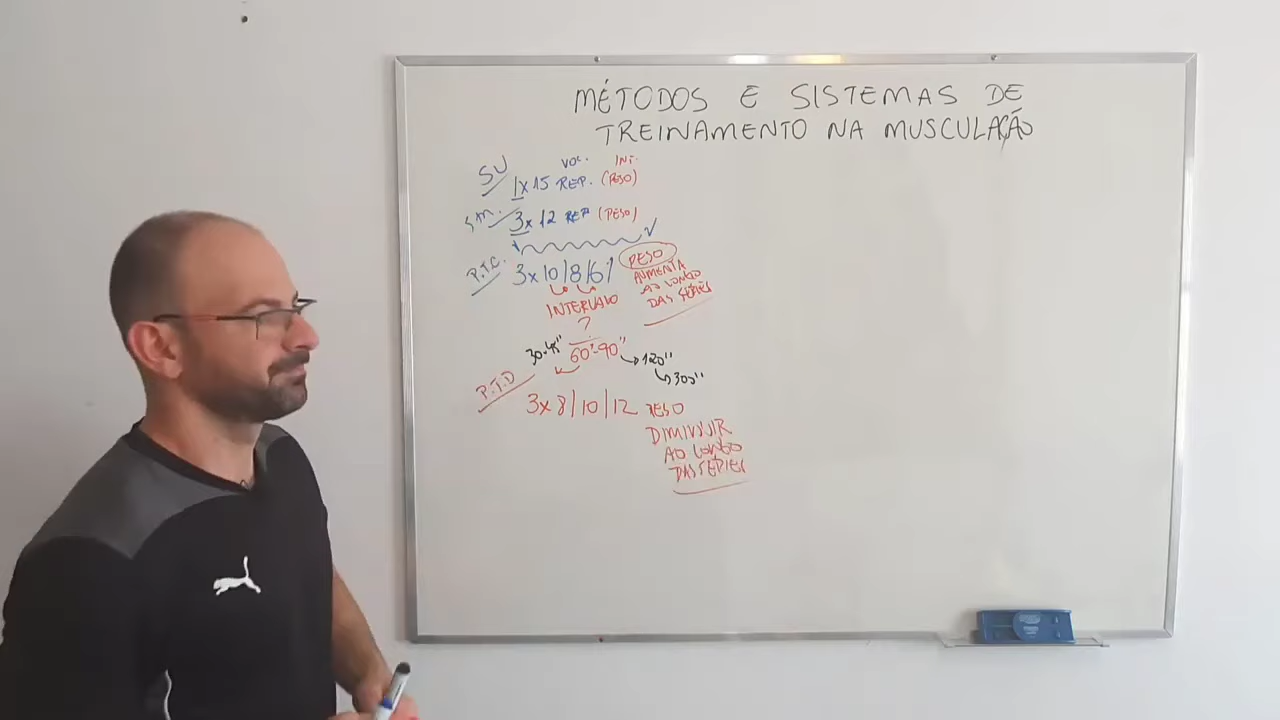 MÉTODOS E SISTEMAS DE
TREINAMENTO NA MUSCULAÇÃO
VOL. INT.
SU 1x15 REP. (PESO)
3x12 REP (PESO)
P.T.C. 3x10/8/6 PESO
AUMENTA
AO LONGO
DAS SÉRIES
INTERVALO
?
30-45" 60"-90" 120"
300"
P.T.D
3x8/10/12 PESO
DIMINUIR
AO LONGO
DAS SÉRIES